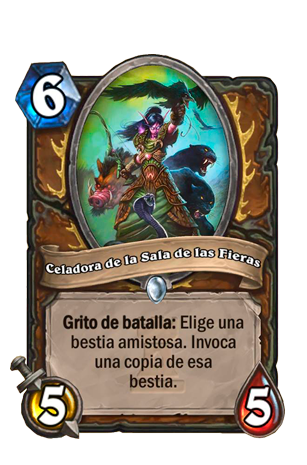 6
Celadora de la Sala de las Fieras
Grito de batalla: Elige una
bestia amistosa. Invoca
una copia de esa
bestia.
5
5